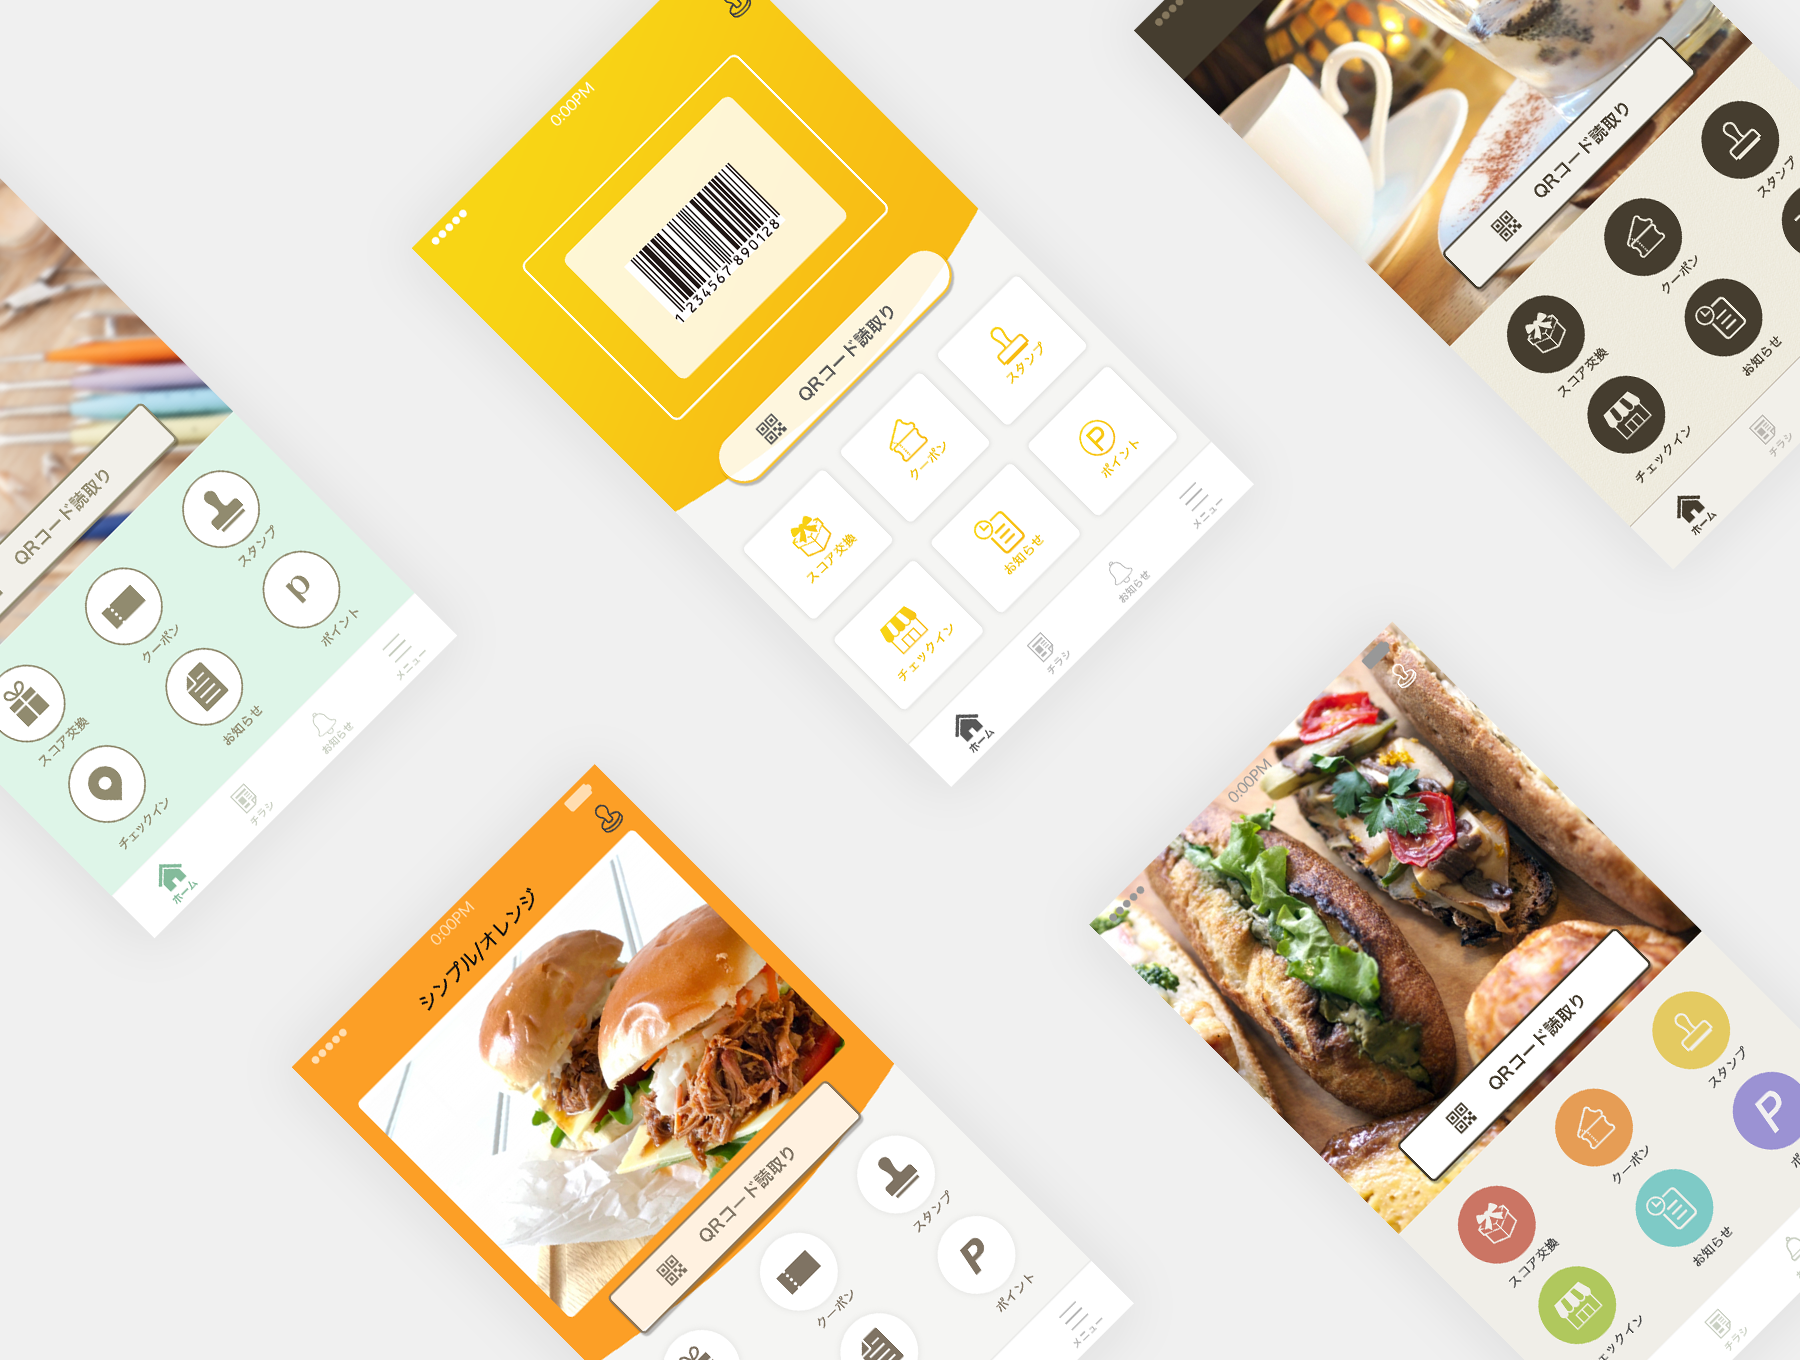 QRコード読取り
スタンプ
クーポン
スコア交換
ポイント
お知らせ
チェックイン
メニュー
お知らせ
チラシ
ホーム
0:00PM
1 234567 890128
QRコード読取り
スコア交換
クーポン
スタンプ
チェックイン
お知らせ
ポイント
ホーム
チラシ
お知らせ
メニュー
QRコード読取り
スコア交換
クーポン
スタンプ
チェックイン
お知らせ
ホーム
チラシ
0:00PM
シンプル/オレンジ
QRコード読取り
クーポン
スタンプ
ポイント
メニュー
0:00PM
QRコード読取り
スコア交換
クーポン
スタンプ
お知らせ
チラシ